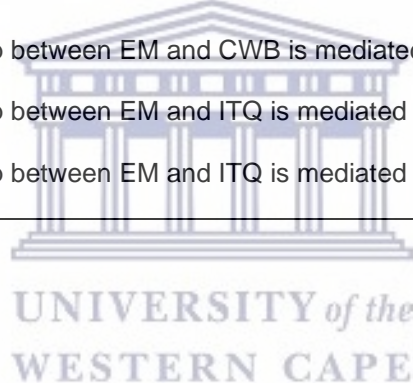 between EM and CWB is mediated
between EM and ITQ is mediated
between EM and ITQ is mediated
UNIVERSITY of the
WESTERN CAPE